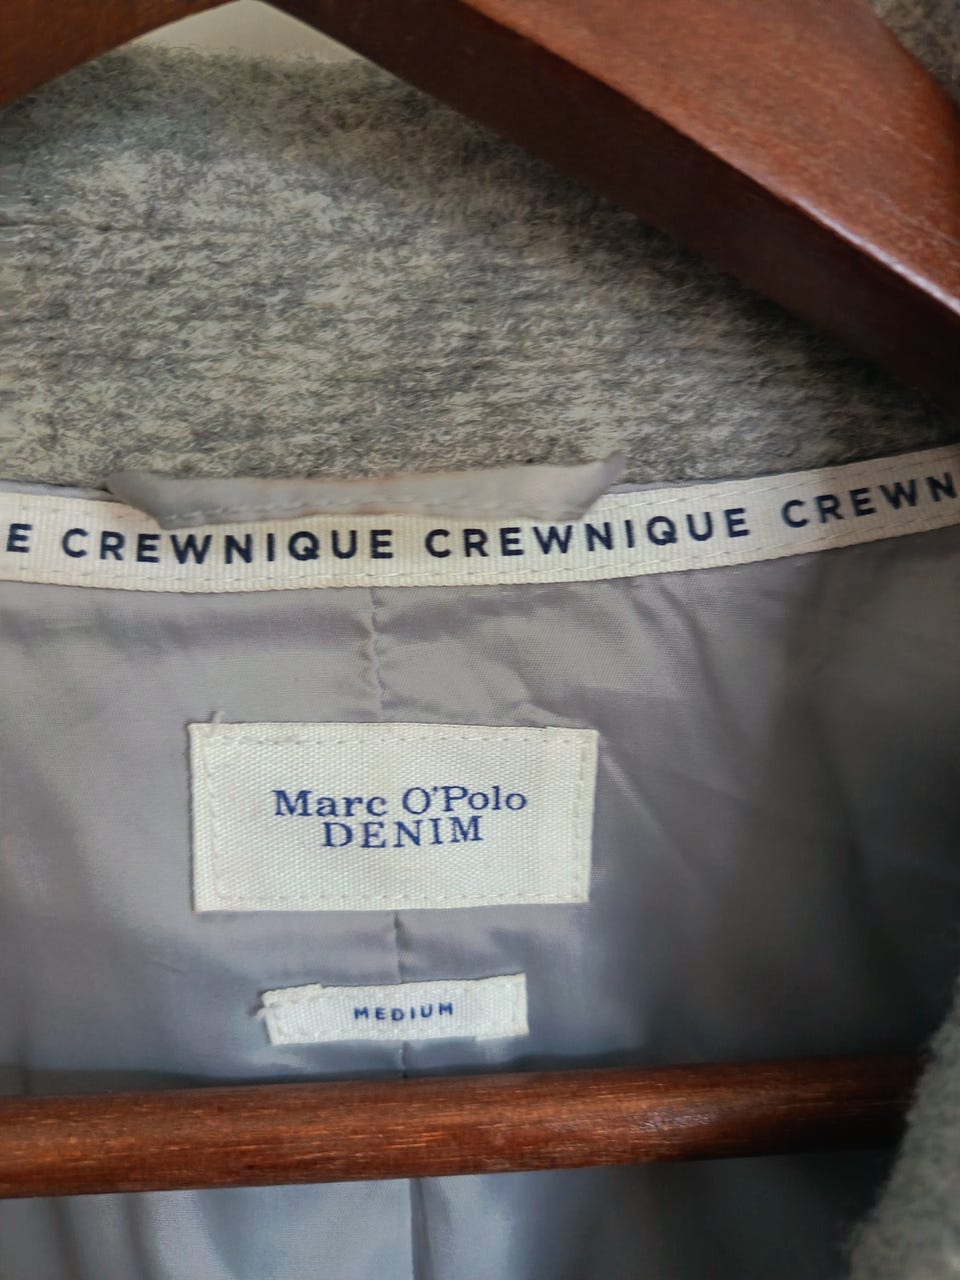 E CREWNIQUE CREWNIQUE CREWN
Marc O'Polo
DENIM
MEDIUM